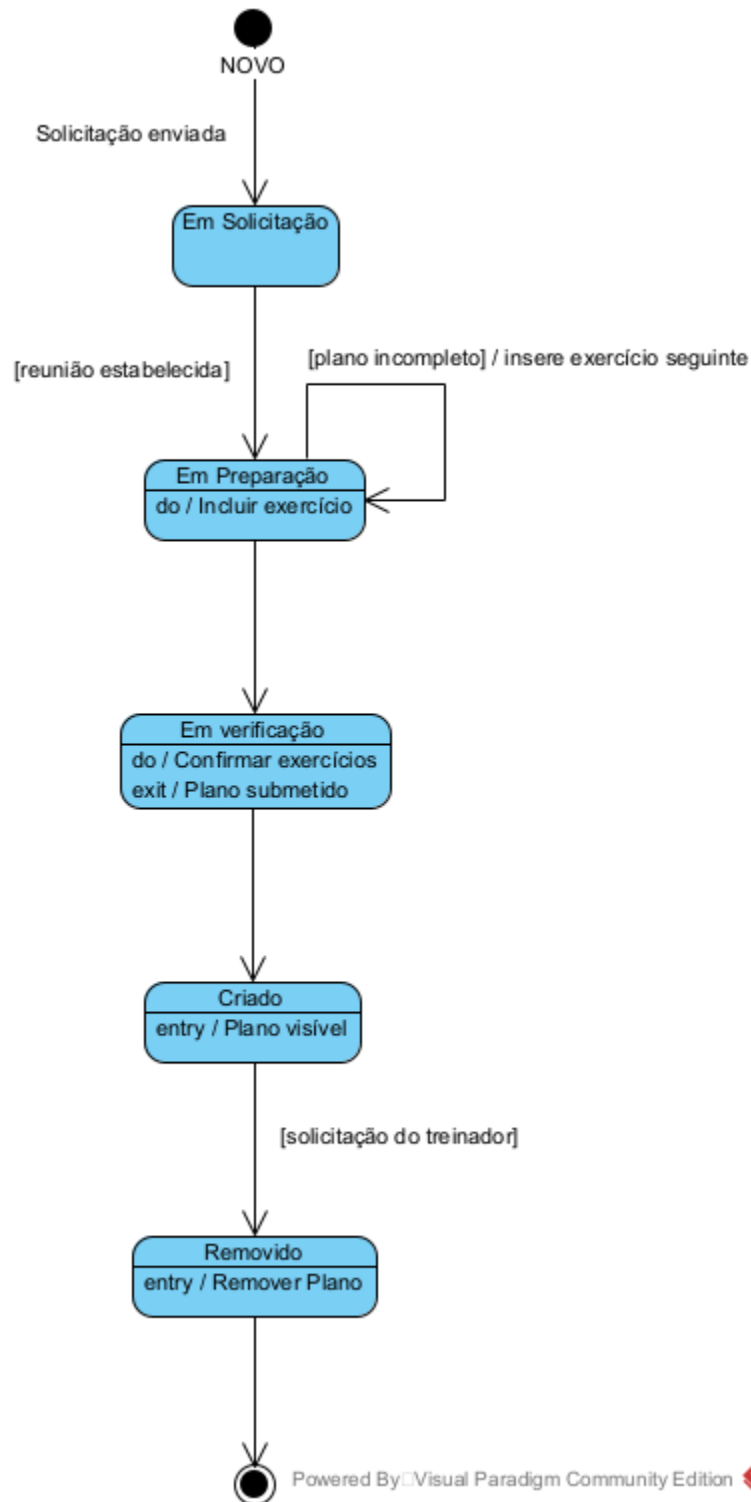 NOVO
Solicitação enviada
Em Solicitação
[reunião estabelecida]
[plano incompleto] / insere exercício seguinte
Em Preparação
do / Incluir exercício
Em verificação
do / Confirmar exercícios
exit / Plano submetido
Criado
entry / Plano visível
[solicitação do treinador]
Removido
entry / Remover Plano
Powered By Visual Paradigm Community Edition